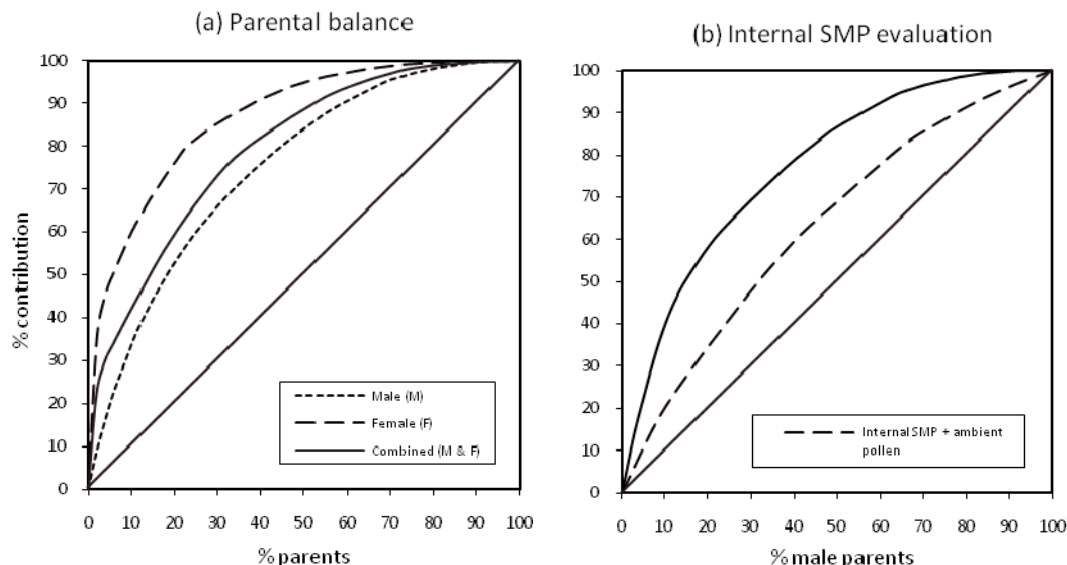 (a) Parental balance
% contribution
100
90
80
70
60
50
40
30
20
10
0
Male (M)
Female (F)
Combined (M & F)
0 10 20 30 40 50 60 70 80 90 100
% parents
(b) Internal SMP evaluation
100
90
80
70
60
50
40
30
20
10
0
Internal SMP + ambient
pollen
0 10 20 30 40 50 60 70 80 90 100
% male parents